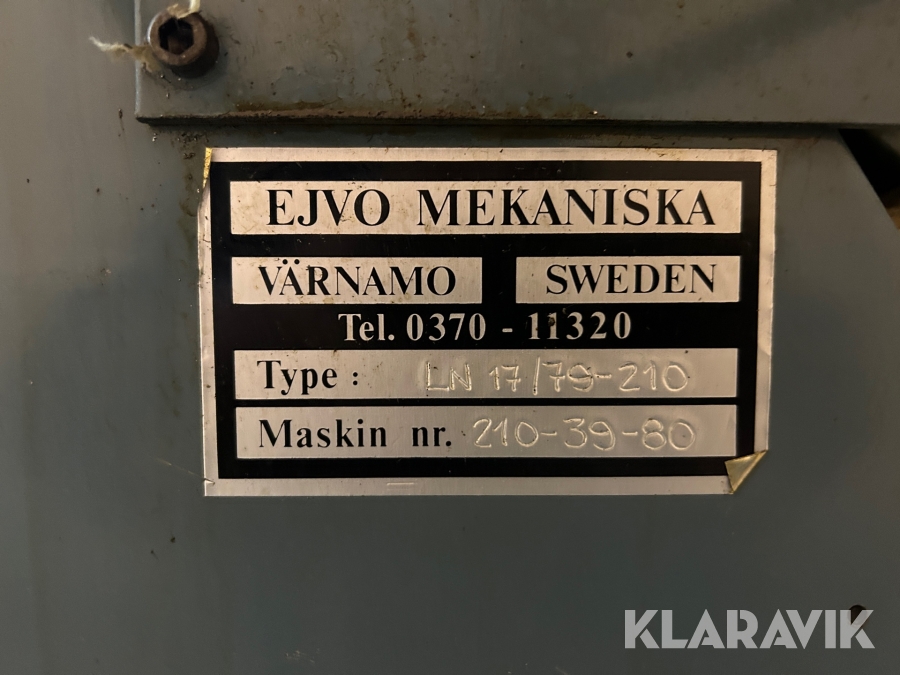 EJVO MEKANISKA
VÄRNAMO SWEDEN
Tel. 0370 - 11320
Type : LN 17/79-210
Maskin nr. 210-39-80
KLARAVIK